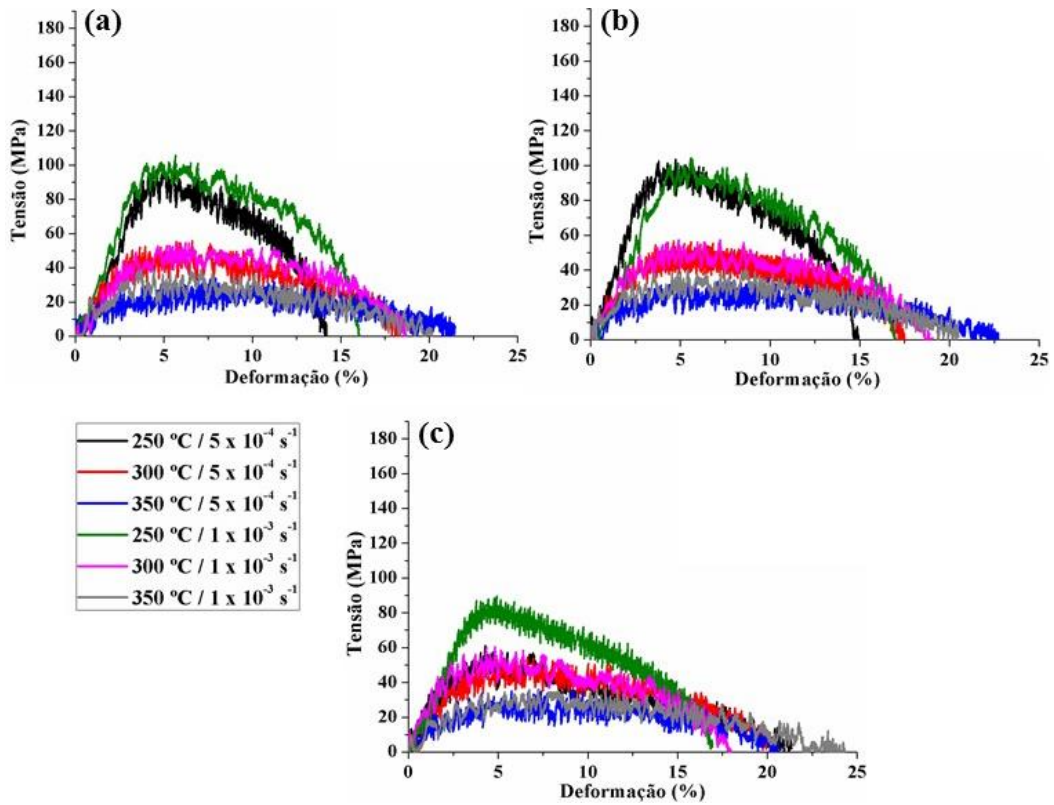 (a)
Tensão (MPa)
180
160
140
120
100
80
60
40
20
0
0 5 10 15 20 25
Deformação (%)
(b)
Tensão (MPa)
180
160
140
120
100
80
60
40
20
0
0 5 10 15 20 25
Deformação (%)
250 ºC / 5 x 10⁻⁴ s⁻¹
300 ºC / 5 x 10⁻⁴ s⁻¹
350 ºC / 5 x 10⁻⁴ s⁻¹
250 ºC / 1 x 10⁻³ s⁻¹
300 ºC / 1 x 10⁻³ s⁻¹
350 ºC / 1 x 10⁻³ s⁻¹
(c)
Tensão (MPa)
180
160
140
120
100
80
60
40
20
0
0 5 10 15 20 25
Deformação (%)